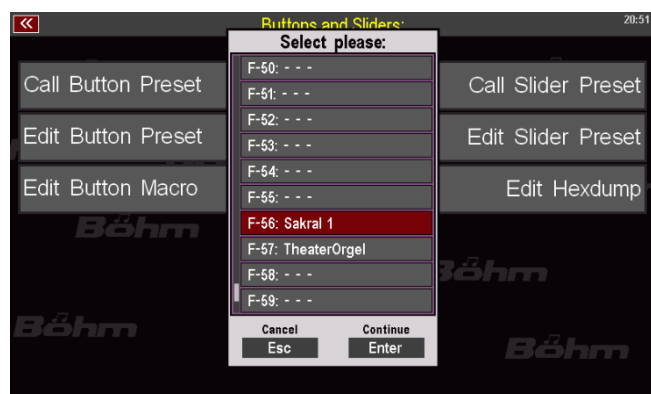 Buttons and Sliders:
20:51
Select please:
F-50: - - -
F-51: - - -
F-52: - - -
F-53: - - -
F-54: - - -
F-55: - - -
F-56: Sakral 1
F-57: TheaterOrgel
F-58: - - -
F-59: - - -
Cancel
Continue
Esc
Enter
Call Button Preset
Edit Button Preset
Edit Button Macro
Call Slider Preset
Edit Slider Preset
Edit Hexdump
Böhm
Böhm
Böhm
Böhm